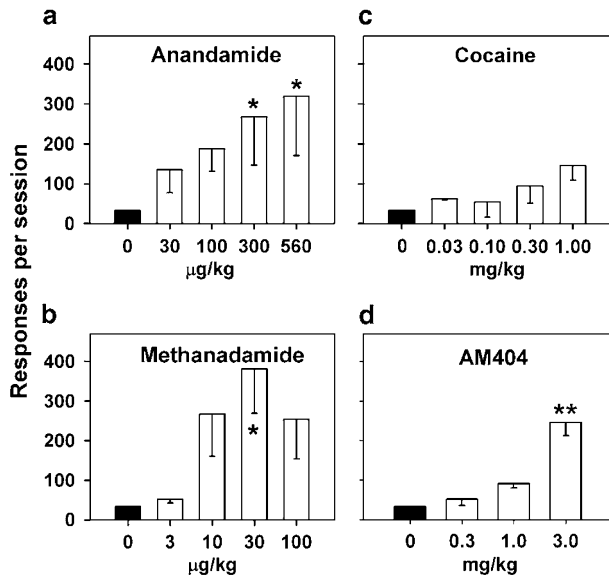 Responses per session
a
Anandamide
400
300
200
100
0
* *
0 30 100 300 560
μg/kg
c
Cocaine
0 0.03 0.10 0.30 1.00
mg/kg
b
Methanadamide
400
300
200
100
0
*
0 3 10 30 100
μg/kg
d
AM404
**
0 0.3 1.0 3.0
mg/kg